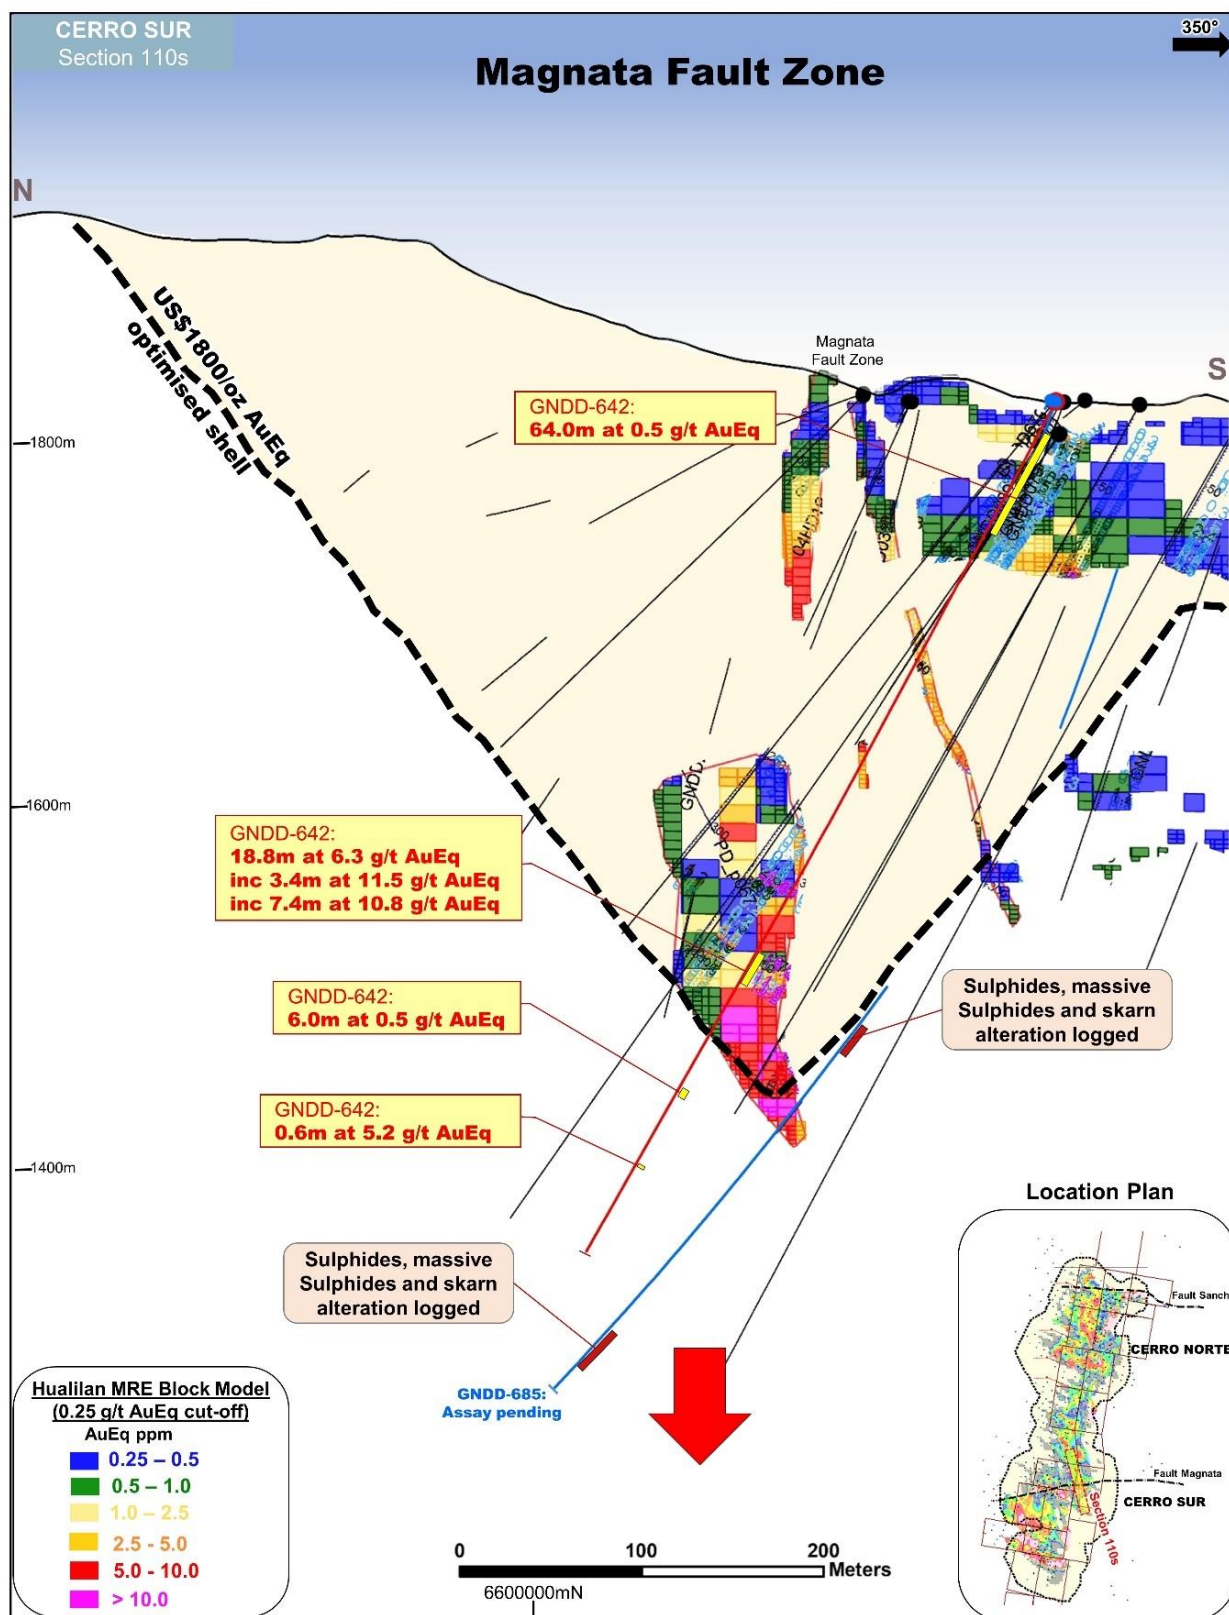 CERRO SUR
Section 110s
350°
Magnata Fault Zone
N
S
US$1800/oz AuEq
optimised shell
Magnata
Fault Zone
GNDD-642:
64.0m at 0.5 g/t AuEq
1800m
04HD10
1600m
GNDD-642:
18.8m at 6.3 g/t AuEq
inc 3.4m at 11.5 g/t AuEq
inc 7.4m at 10.8 g/t AuEq
GNDD-642:
6.0m at 0.5 g/t AuEq
Sulphides, massive
Sulphides and skarn
alteration logged
GNDD-642:
0.6m at 5.2 g/t AuEq
1400m
Sulphides, massive
Sulphides and skarn
alteration logged
GNDD-685:
Assay pending
Hualilan MRE Block Model
(0.25 g/t AuEq cut-off)
AuEq ppm
0.25 – 0.5
0.5 – 1.0
1.0 – 2.5
2.5 - 5.0
5.0 - 10.0
> 10.0
0 100 200
Meters
6600000mN
Location Plan
Fault Sanch
CERRO NORTE
Fault Magnata
CERRO SUR
Section 110s